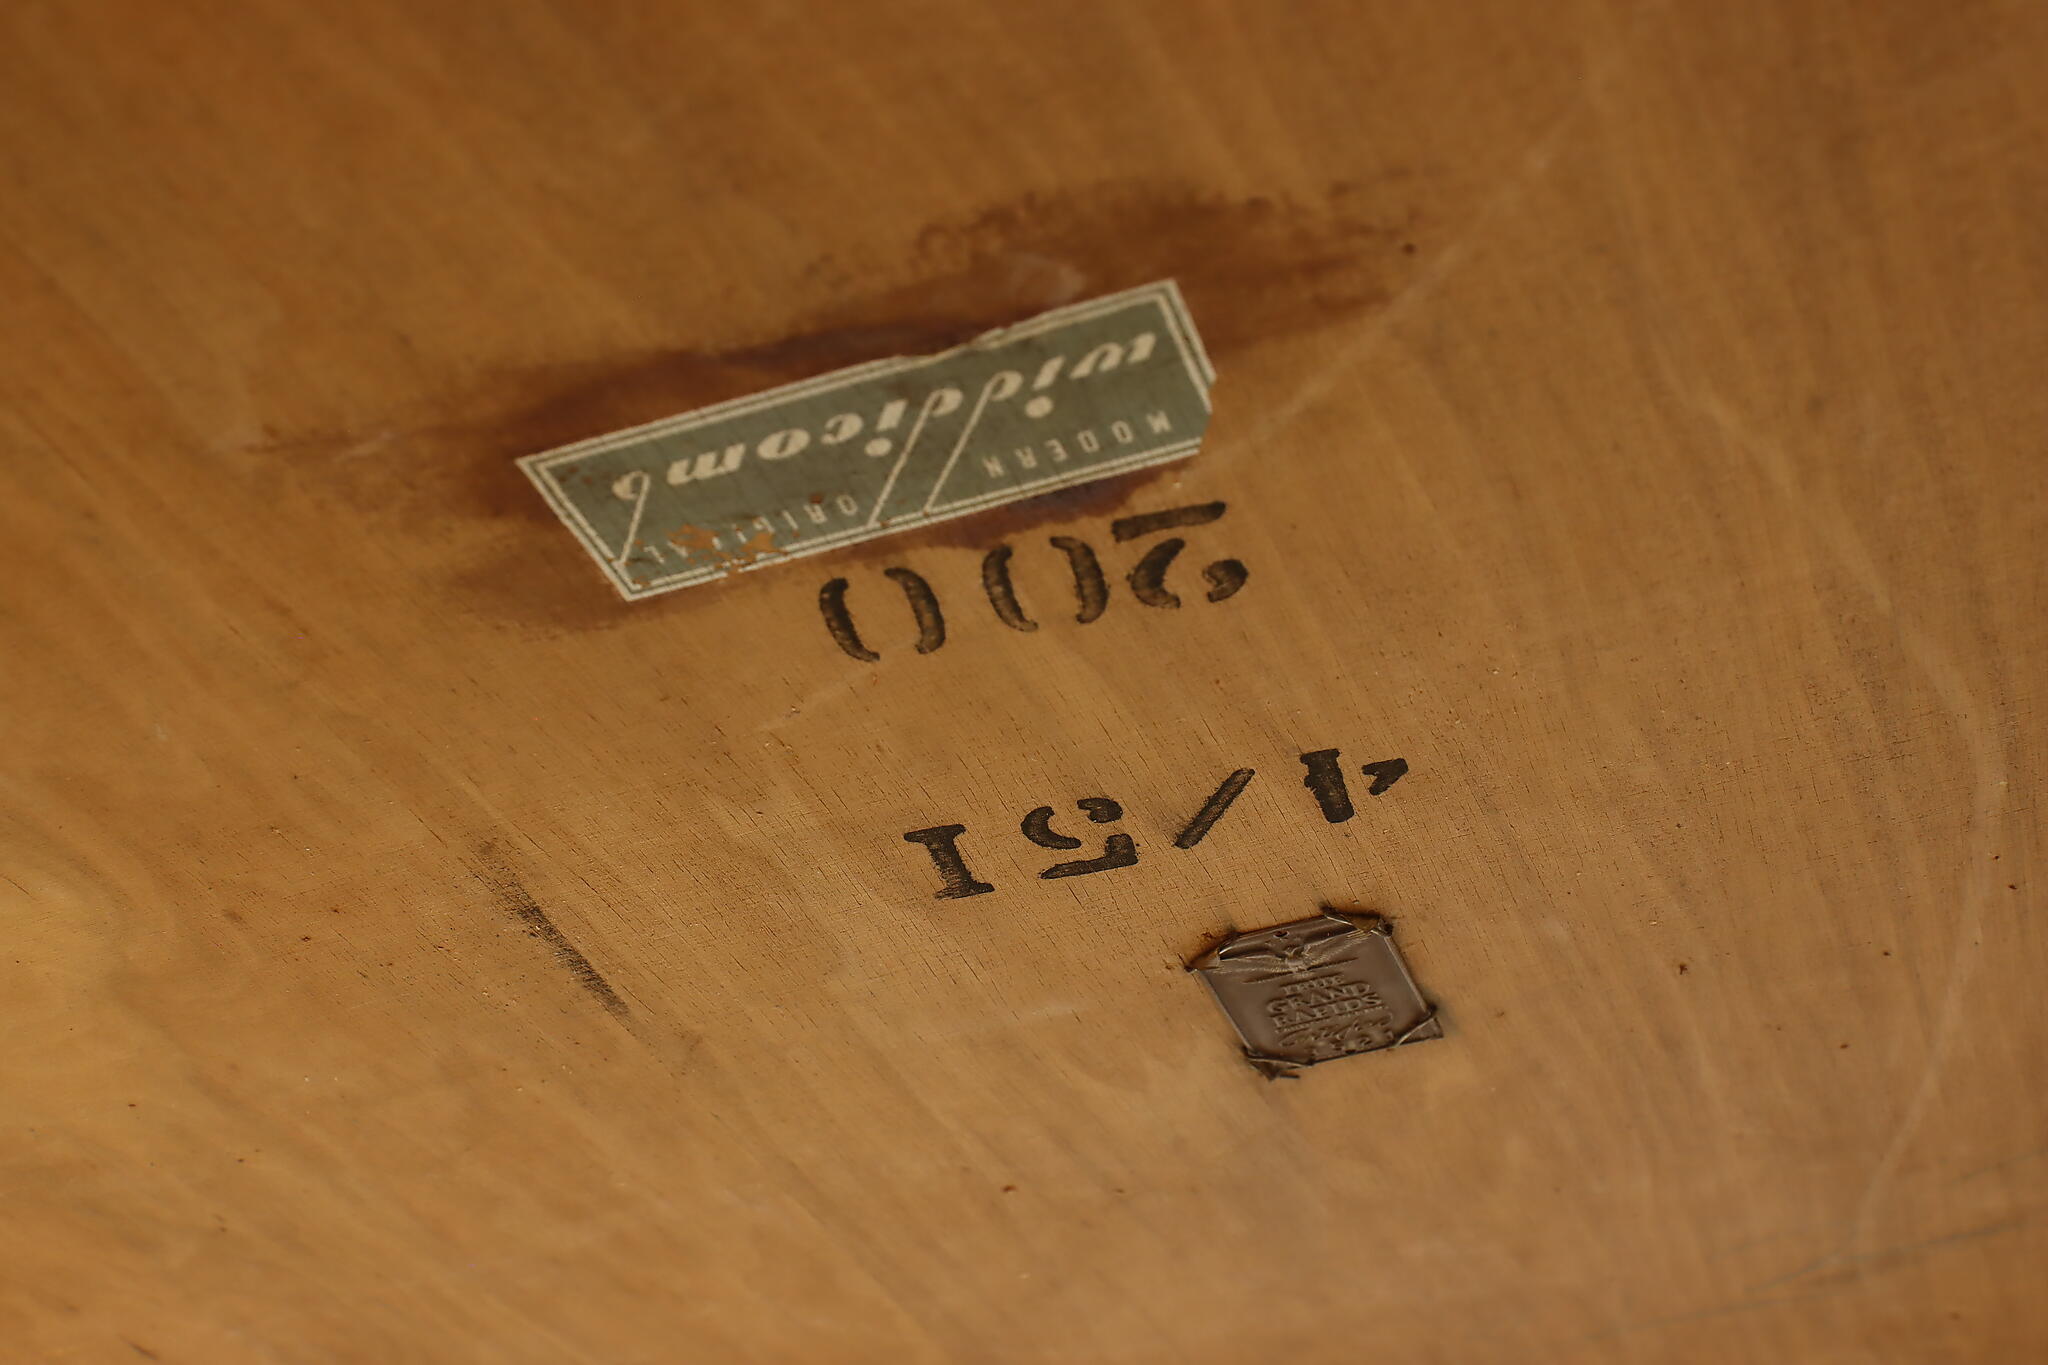 GRAND
RAPIDS
4/51
200
MODERN ORIGINAL
widdicomb